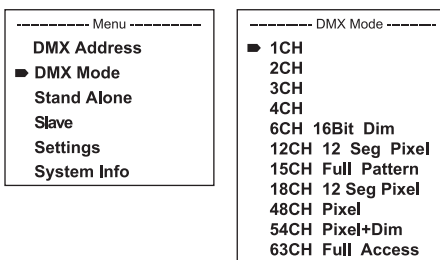 ---------- Menu ----------
DMX Address
DMX Mode
Stand Alone
Slave
Settings
System Info
---------- DMX Mode --------
1CH
2CH
3CH
4CH
6CH 16Bit Dim
12CH 12 Seg Pixel
15CH Full Pattern
18CH 12 Seg Pixel
48CH Pixel
54CH Pixel+Dim
63CH Full Access